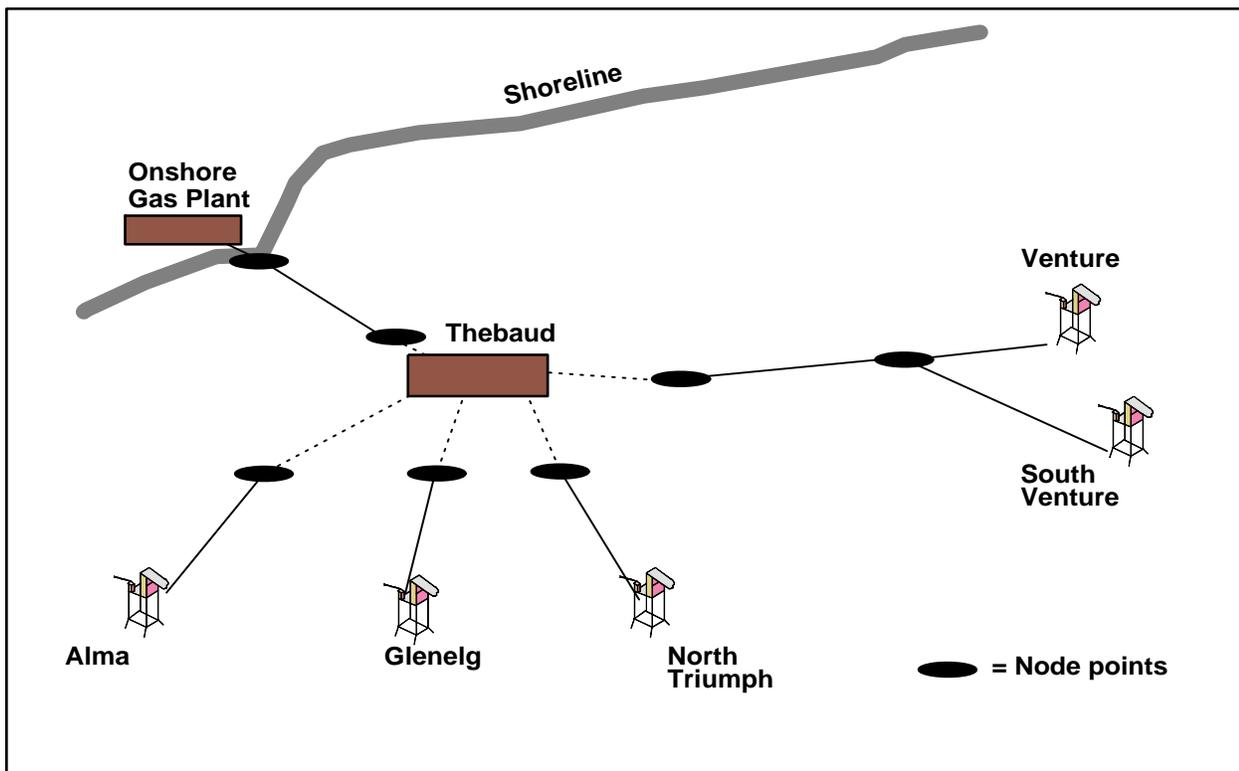 Shoreline
Onshore
Gas Plant
Venture
Thebaud
South
Venture
Alma
Glenelg
North
Triumph
= Node points